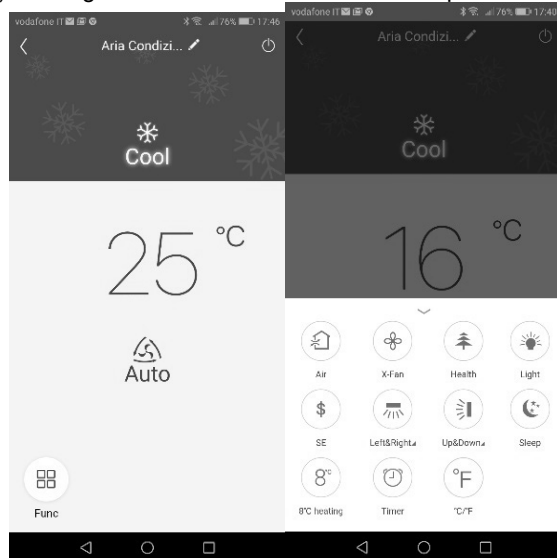 vodafone IT 76% 17:46
Aria Condizi...
Cool
25 °C
Auto
Func
vodafone IT 76% 17:40
Aria Condizi...
Cool
16 °C
Air X-Fan Health Light
$
SE Left&Right Up&Down Sleep
8°C °F
8°C heating Timer °C/°F